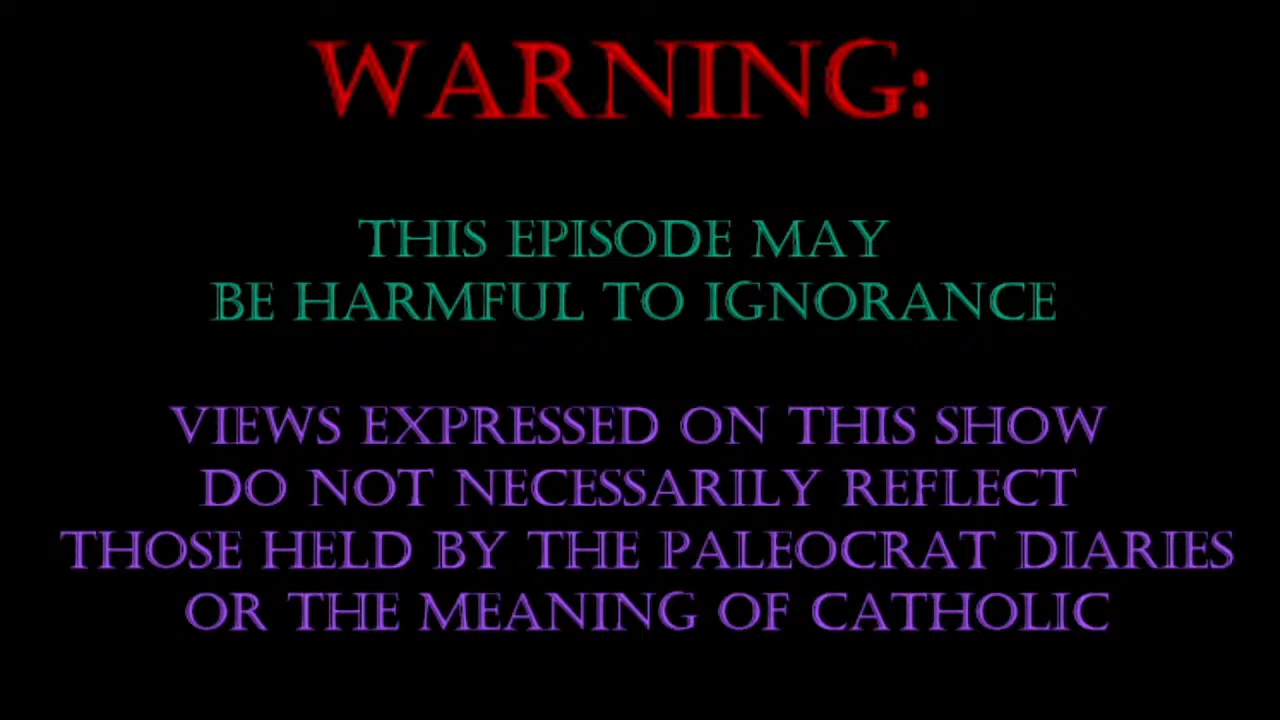 WARNING:
THIS EPISODE MAY
BE HARMFUL TO IGNORANCE
VIEWS EXPRESSED ON THIS SHOW
DO NOT NECESSARILY REFLECT
THOSE HELD BY THE PALEOCRAT DIARIES
OR THE MEANING OF CATHOLIC